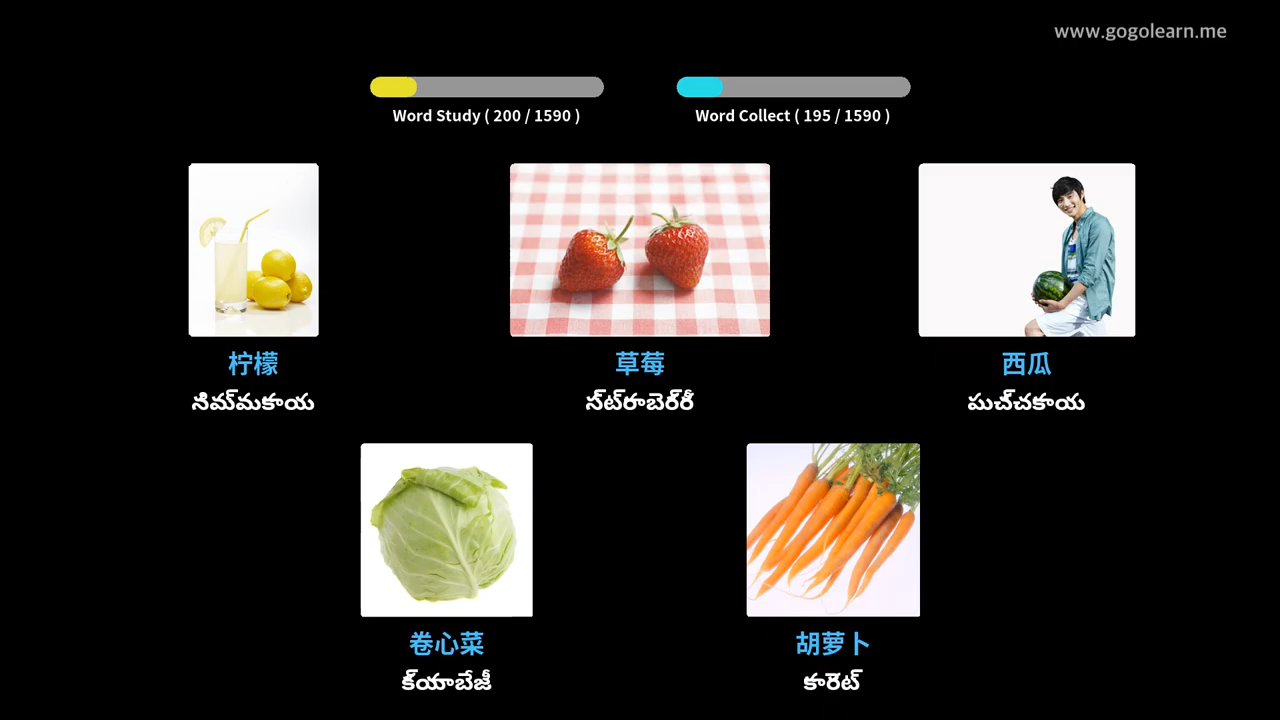 www.gogolearn.me
Word Study ( 200 / 1590 )
Word Collect ( 195 / 1590 )
柠檬
నిమ్మకాయ
草莓
స్ట్రాబెర్రీ
西瓜
పుచ్చకాయ
卷心菜
క్యాబేజీ
胡萝卜
కారెట్